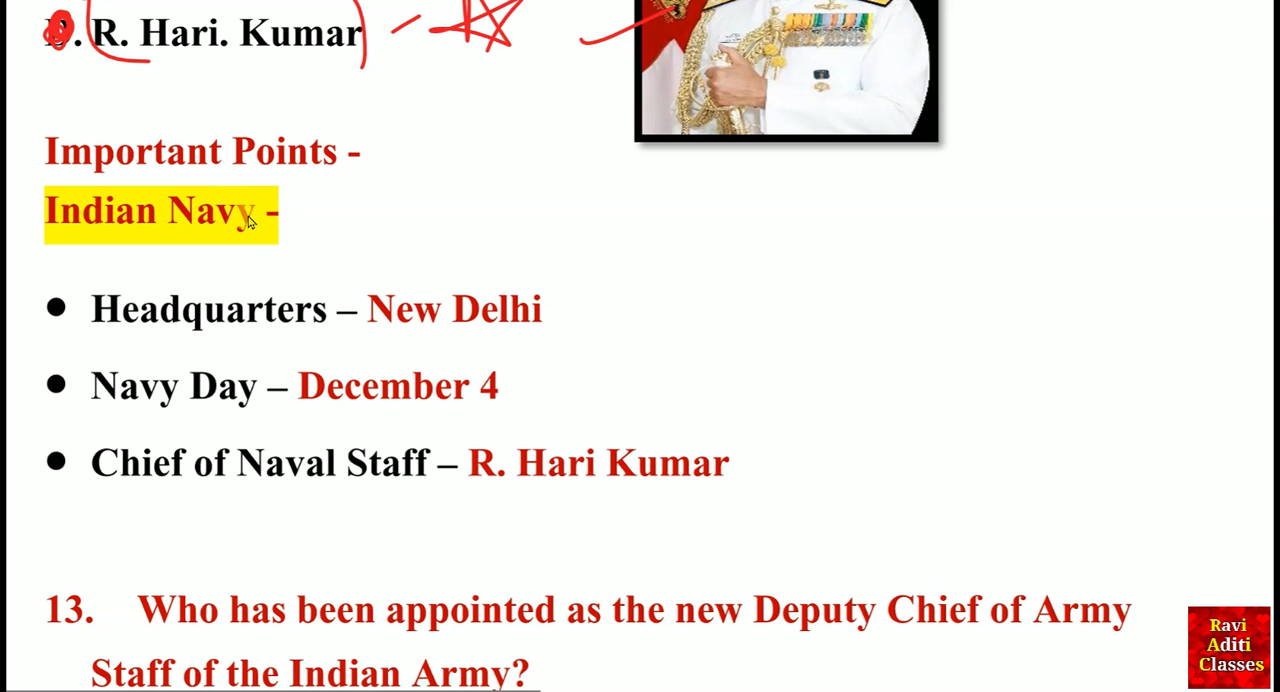 R. Hari. Kumar
Important Points -
Indian Navy -
● Headquarters – New Delhi
● Navy Day – December 4
● Chief of Naval Staff – R. Hari Kumar
13. Who has been appointed as the new Deputy Chief of Army
Staff of the Indian Army?
Ravi
Aditi
Classes